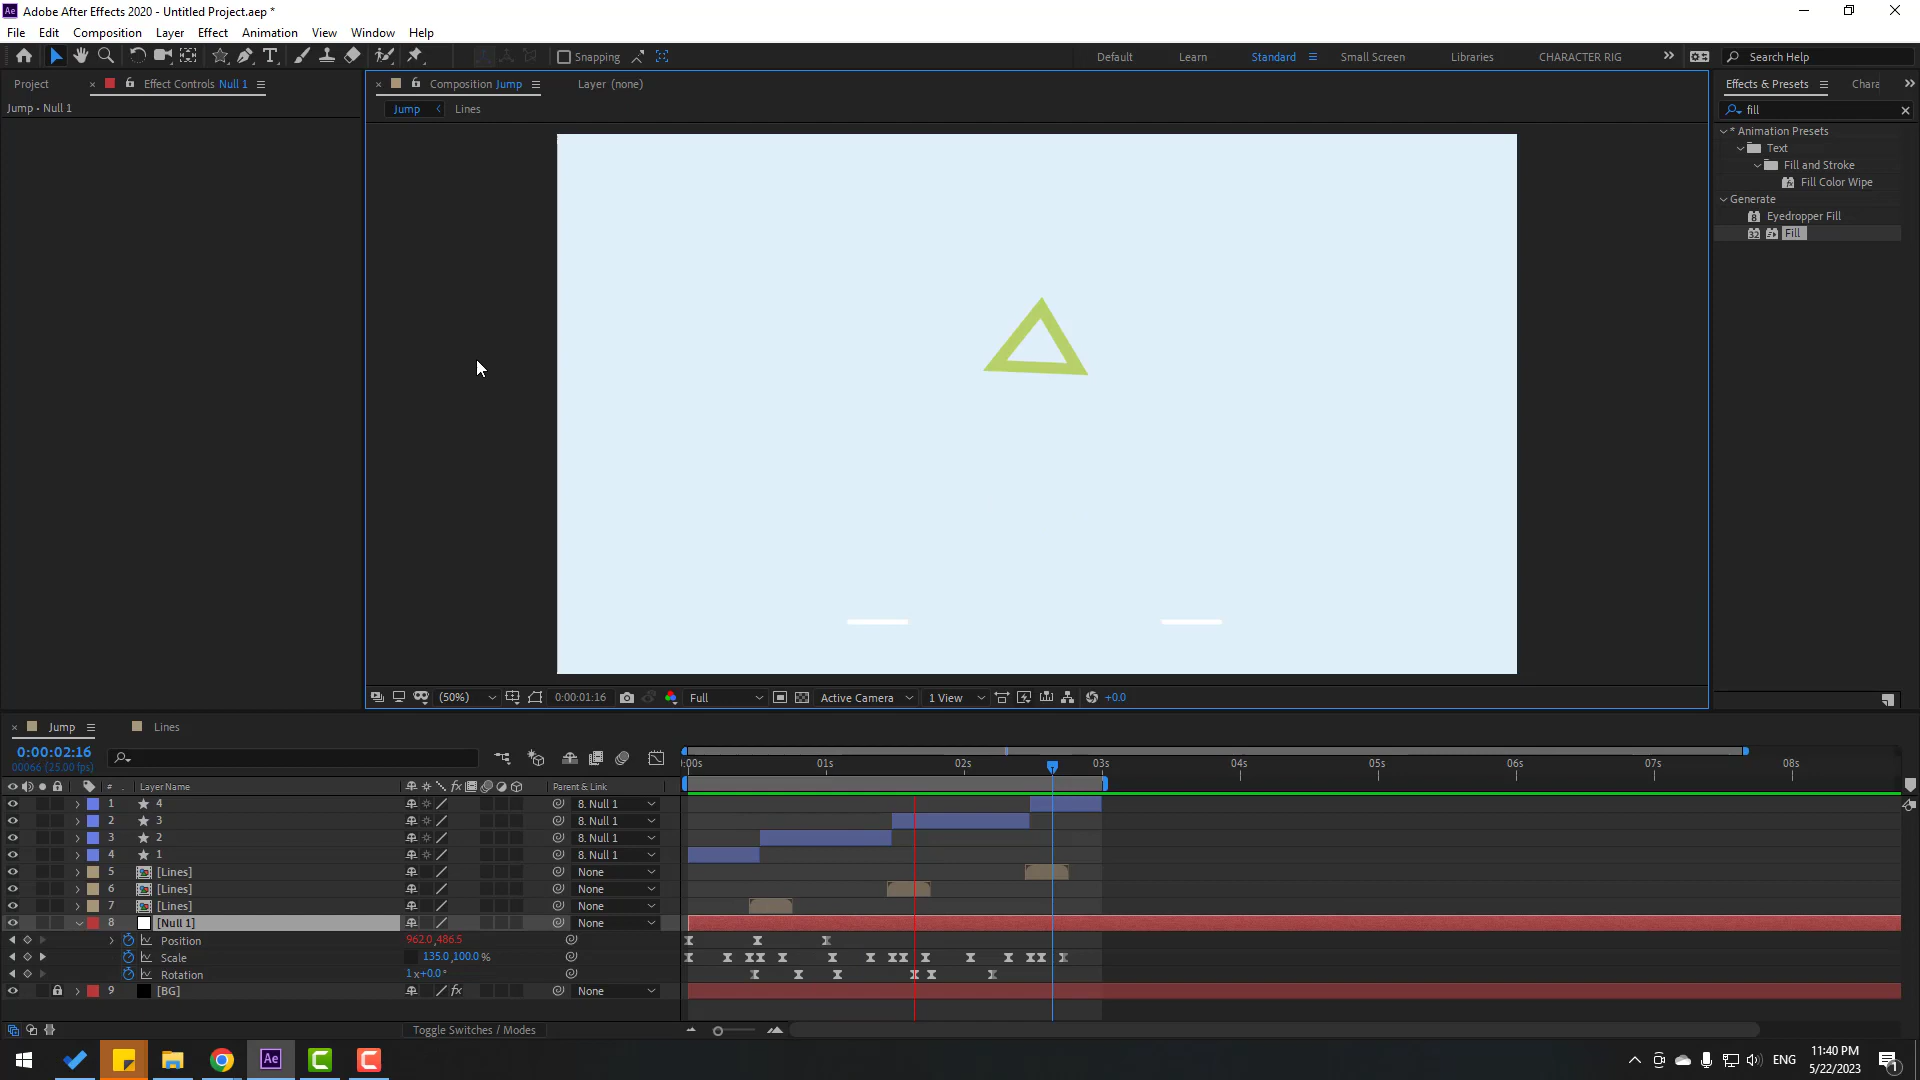 Ae Adobe After Effects 2020 - Untitled Project.aep *
File Edit Composition Layer Effect Animation View Window Help
Snapping
Default Learn Standard Small Screen Libraries CHARACTER RIG
Search Help
Project
Effect Controls Null 1
Jump • Null 1
Composition Jump
Layer (none)
Jump Lines
Effects & Presets
Chara
fill
* Animation Presets
Text
Fill and Stroke
Fill Color Wipe
Generate
Eyedropper Fill
Fill
(50%) 0:00:01:16 Full Active Camera 1 View +0.0
Jump Lines
0:00:02:16
00066 (25.00 fps)
# . Layer Name fx Parent & Link
:00s 01s 02s 03s 04s 05s 06s 07s 08s
1 4 8. Null 1
2 3 8. Null 1
3 2 8. Null 1
4 1 8. Null 1
5 [Lines] None
6 [Lines] None
7 [Lines] None
8 [Null 1] None
Position 962.0,486.5
Scale 135.0,100.0 %
Rotation 1x+0.0°
9 [BG] fx None
Toggle Switches / Modes
Ae
ENG
11:40 PM
5/22/2023
1